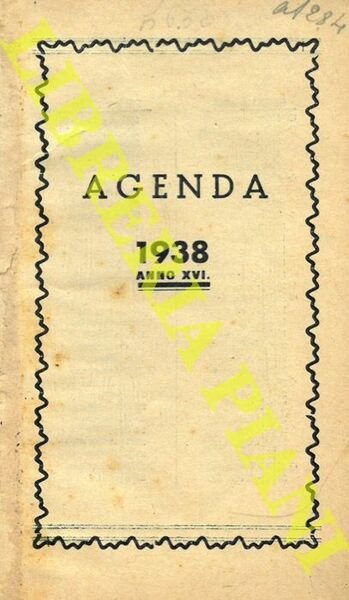 a1284
AGENDA
1938
ANNO XVI.
LIBRERIA PIANI